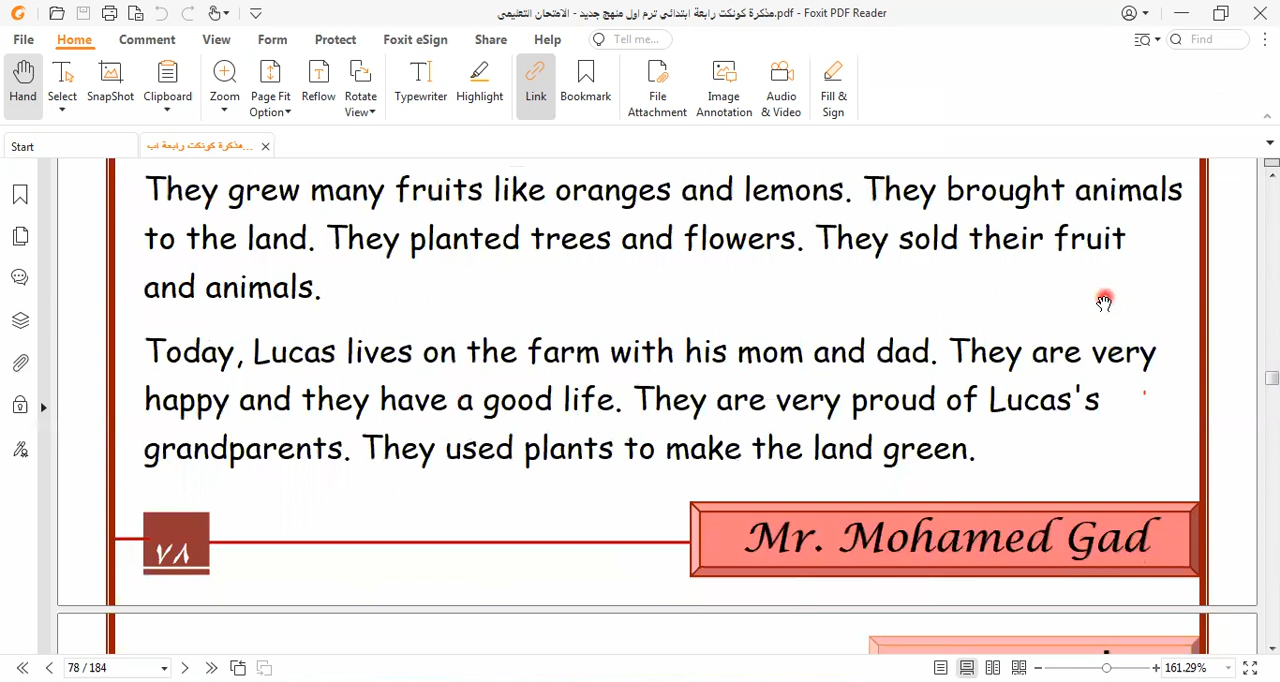 مذكرة كونكت رابعة ابتدائي ترم اول منهج جديد - الامتحان التعليمى.pdf - Foxit PDF Reader
File Home Comment View Form Protect Foxit eSign Share Help Tell me... Find
Hand Select SnapShot Clipboard Zoom Page Fit Option Reflow Rotate View Typewriter Highlight Link Bookmark File Attachment Image Annotation Audio & Video Fill & Sign
Start مذكرة كونكت رابعة اب...
They grew many fruits like oranges and lemons. They brought animals
to the land. They planted trees and flowers. They sold their fruit
and animals.
Today, Lucas lives on the farm with his mom and dad. They are very
happy and they have a good life. They are very proud of Lucas's
grandparents. They used plants to make the land green.
٧٨
Mr. Mohamed Gad
78 / 184
161.29%